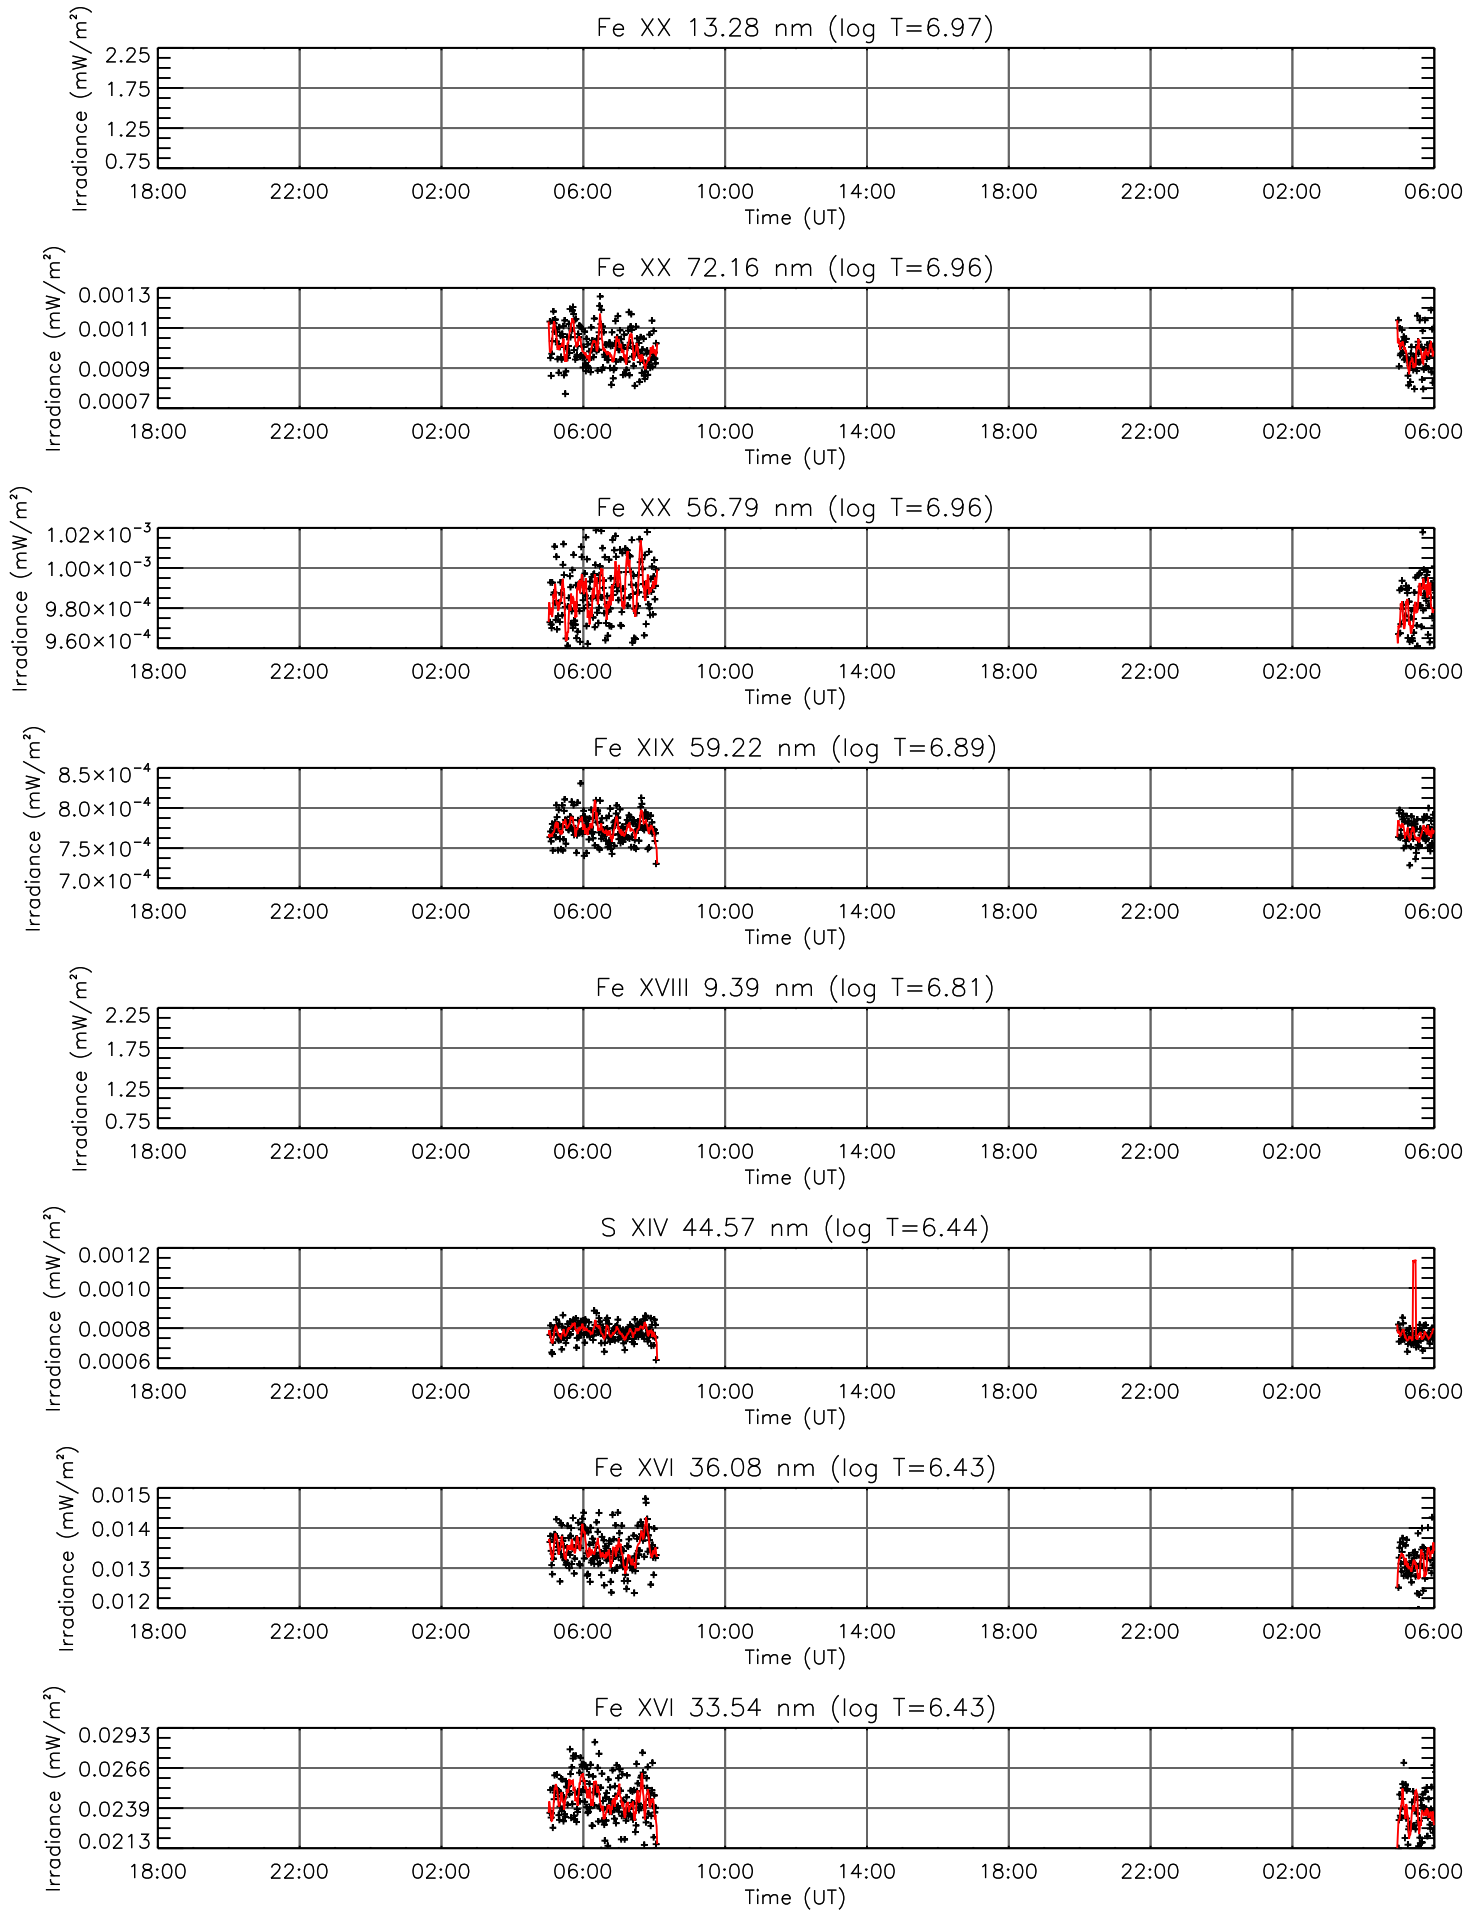 Fe XX 13.28 nm (log T=6.97)
Irradiance (mW/m²)
2.25
1.75
1.25
0.75
18:00 22:00 02:00 06:00 10:00 14:00 18:00 22:00 02:00 06:00
Time (UT)
Fe XX 72.16 nm (log T=6.96)
Irradiance (mW/m²)
0.0013
0.0011
0.0009
0.0007
18:00 22:00 02:00 06:00 10:00 14:00 18:00 22:00 02:00 06:00
Time (UT)
Fe XX 56.79 nm (log T=6.96)
Irradiance (mW/m²)
1.02×10⁻³
1.00×10⁻³
9.80×10⁻⁴
9.60×10⁻⁴
18:00 22:00 02:00 06:00 10:00 14:00 18:00 22:00 02:00 06:00
Time (UT)
Fe XIX 59.22 nm (log T=6.89)
Irradiance (mW/m²)
8.5×10⁻⁴
8.0×10⁻⁴
7.5×10⁻⁴
7.0×10⁻⁴
18:00 22:00 02:00 06:00 10:00 14:00 18:00 22:00 02:00 06:00
Time (UT)
Fe XVIII 9.39 nm (log T=6.81)
Irradiance (mW/m²)
2.25
1.75
1.25
0.75
18:00 22:00 02:00 06:00 10:00 14:00 18:00 22:00 02:00 06:00
Time (UT)
S XIV 44.57 nm (log T=6.44)
Irradiance (mW/m²)
0.0012
0.0010
0.0008
0.0006
18:00 22:00 02:00 06:00 10:00 14:00 18:00 22:00 02:00 06:00
Time (UT)
Fe XVI 36.08 nm (log T=6.43)
Irradiance (mW/m²)
0.015
0.014
0.013
0.012
18:00 22:00 02:00 06:00 10:00 14:00 18:00 22:00 02:00 06:00
Time (UT)
Fe XVI 33.54 nm (log T=6.43)
Irradiance (mW/m²)
0.0293
0.0266
0.0239
0.0213
18:00 22:00 02:00 06:00 10:00 14:00 18:00 22:00 02:00 06:00
Time (UT)